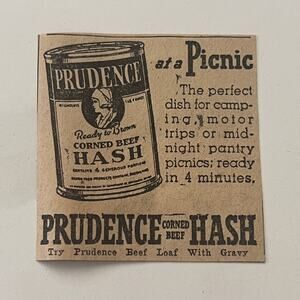 at a Picnic
The perfect
dish for camp-
ing, motor
trips or mid-
night pantry
picnics; ready
in 4 minutes.
PRUDENCE
Ready to Brown
CORNED BEEF
HASH
PRUDENCE CORNED BEEF HASH
Try Prudence Beef Loaf With Gravy